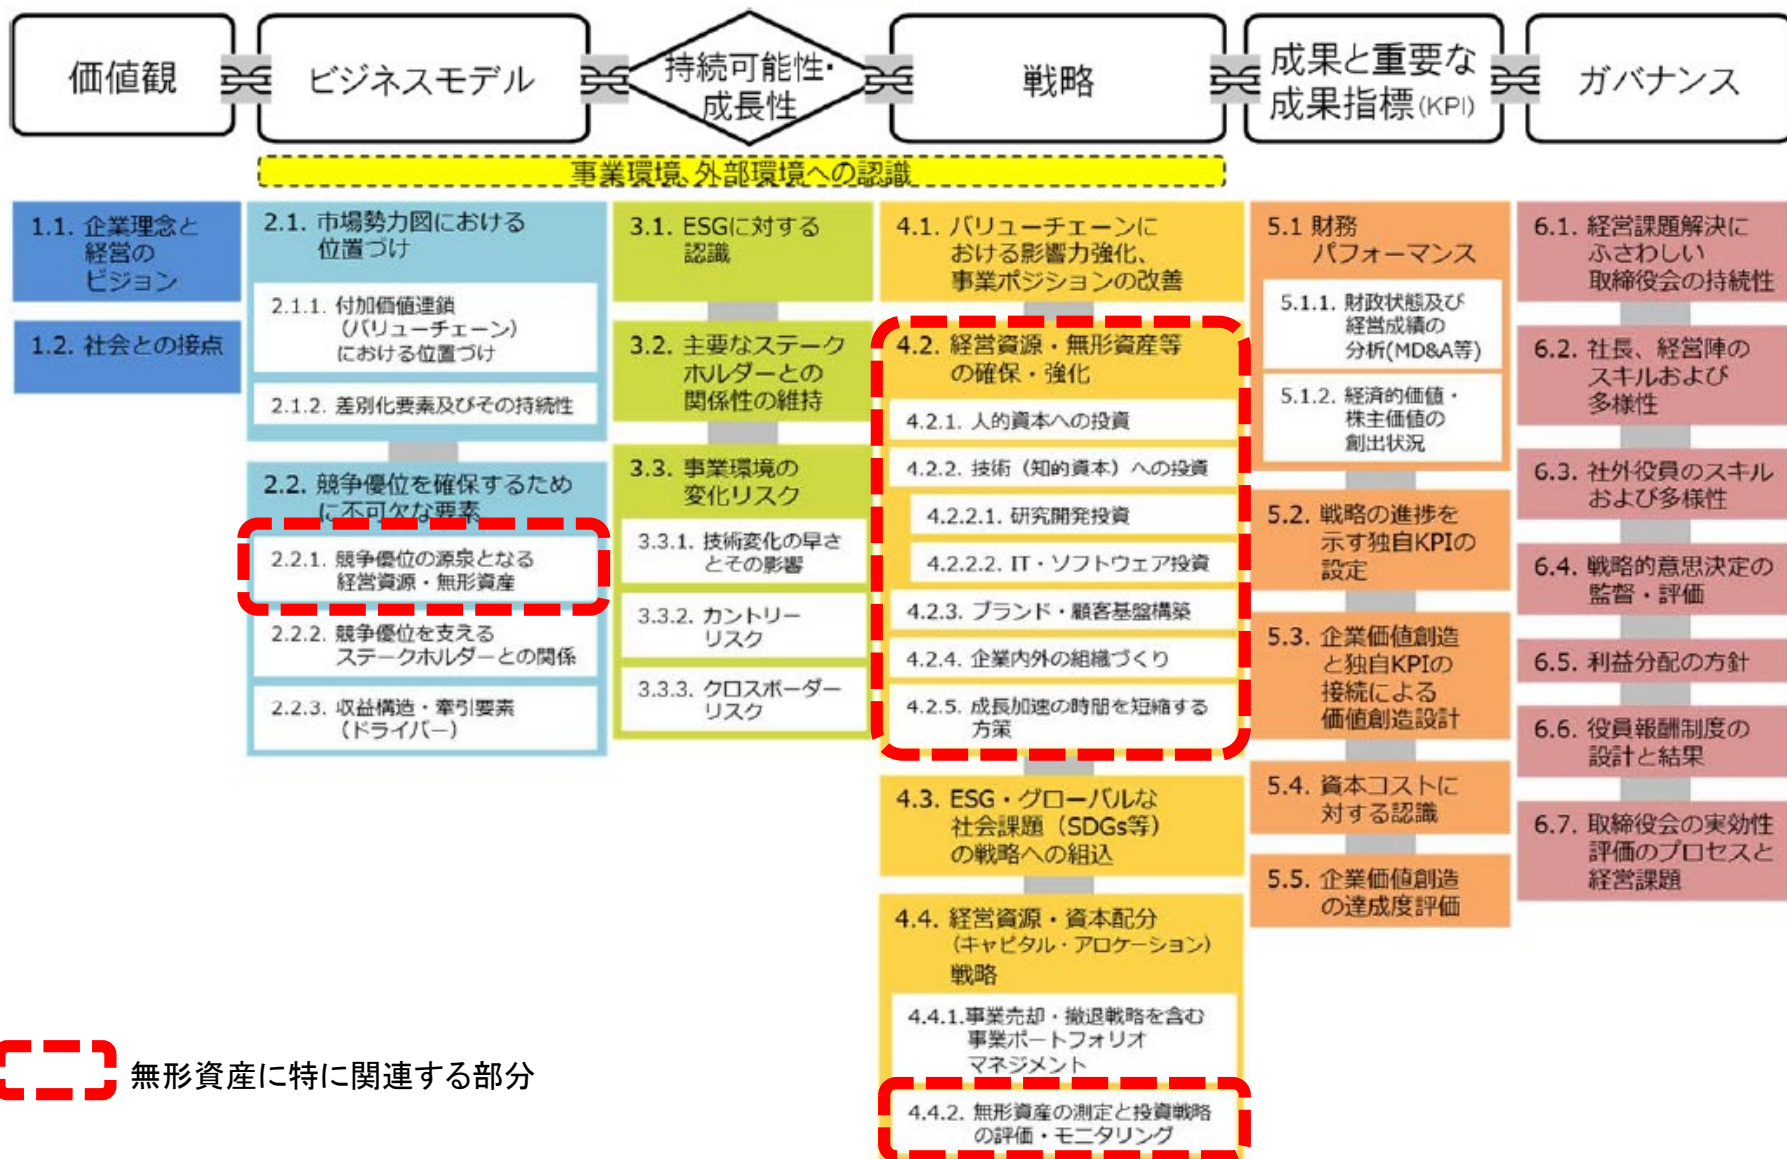 価値観
ビジネスモデル
持続可能性・
成長性
戦略
成果と重要な
成果指標(KPI)
ガバナンス
事業環境、外部環境への認識
1.1. 企業理念と
経営の
ビジョン
1.2. 社会との接点
2.1. 市場勢力図における
位置づけ
2.1.1. 付加価値連鎖
(バリューチェーン)
における位置づけ
2.1.2. 差別化要素及びその持続性
2.2. 競争優位を確保するため
に不可欠な要素
2.2.1. 競争優位の源泉となる
経営資源・無形資産
2.2.2. 競争優位を支える
ステークホルダーとの関係
2.2.3. 収益構造・牽引要素
(ドライバー)
3.1. ESGに対する
認識
3.2. 主要なステーク
ホルダーとの
関係性の維持
3.3. 事業環境の
変化リスク
3.3.1. 技術変化の早さ
とその影響
3.3.2. カントリー
リスク
3.3.3. クロスボーダー
リスク
4.1. バリューチェーンに
おける影響力強化、
事業ポジションの改善
4.2. 経営資源・無形資産等
の確保・強化
4.2.1. 人的資本への投資
4.2.2. 技術（知的資本）への投資
4.2.2.1. 研究開発投資
4.2.2.2. IT・ソフトウェア投資
4.2.3. ブランド・顧客基盤構築
4.2.4. 企業内外の組織づくり
4.2.5. 成長加速の時間を短縮する
方策
4.3. ESG・グローバルな
社会課題（SDGs等）
の戦略への組込
4.4. 経営資源・資本配分
(キャピタル・アロケーション)
戦略
4.4.1.事業売却・撤退戦略を含む
事業ポートフォリオ
マネジメント
4.4.2. 無形資産の測定と投資戦略
の評価・モニタリング
5.1 財務
パフォーマンス
5.1.1. 財政状態及び
経営成績の
分析(MD&A等)
5.1.2. 経済的価値・
株主価値の
創出状況
5.2. 戦略の進捗を
示す独自KPIの
設定
5.3. 企業価値創造
と独自KPIの
接続による
価値創造設計
5.4. 資本コストに
対する認識
5.5. 企業価値創造
の達成度評価
6.1. 経営課題解決に
ふさわしい
取締役会の持続性
6.2. 社長、経営陣の
スキルおよび
多様性
6.3. 社外役員のスキル
および多様性
6.4. 戦略的意思決定の
監督・評価
6.5. 利益分配の方針
6.6. 役員報酬制度の
設計と結果
6.7. 取締役会の実効性
評価のプロセスと
経営課題
無形資産に特に関連する部分